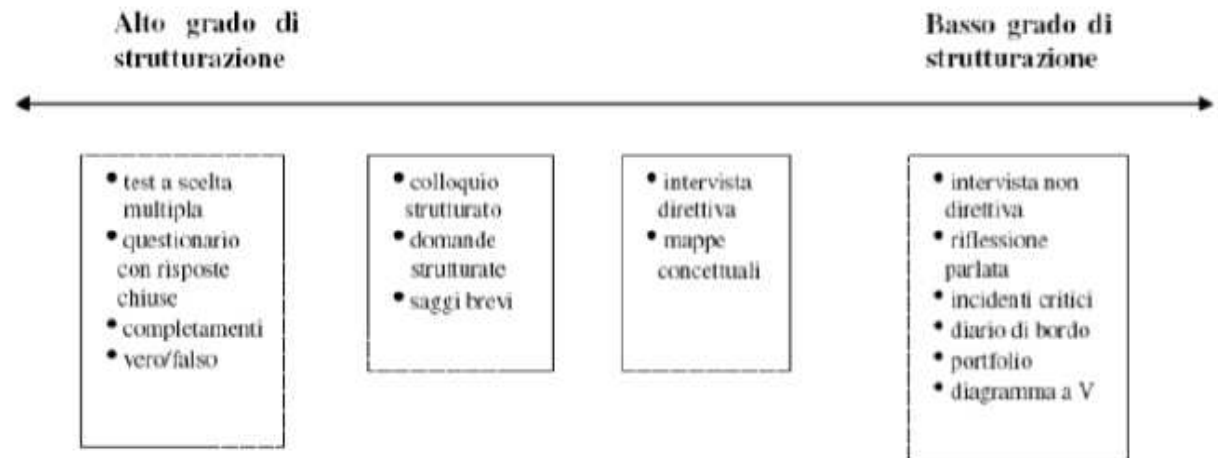 Alto grado di
strutturazione
Basso grado di
strutturazione
• test a scelta
multipla
• questionario
con risposte
chiuse
• completamenti
• vero/falso
• colloquio
strutturato
• domande
strutturate
• saggi brevi
• intervista
direttiva
• mappe
concettuali
• intervista non
direttiva
• riflessione
parlata
• incidenti critici
• diario di bordo
• portfolio
• diagramma a V